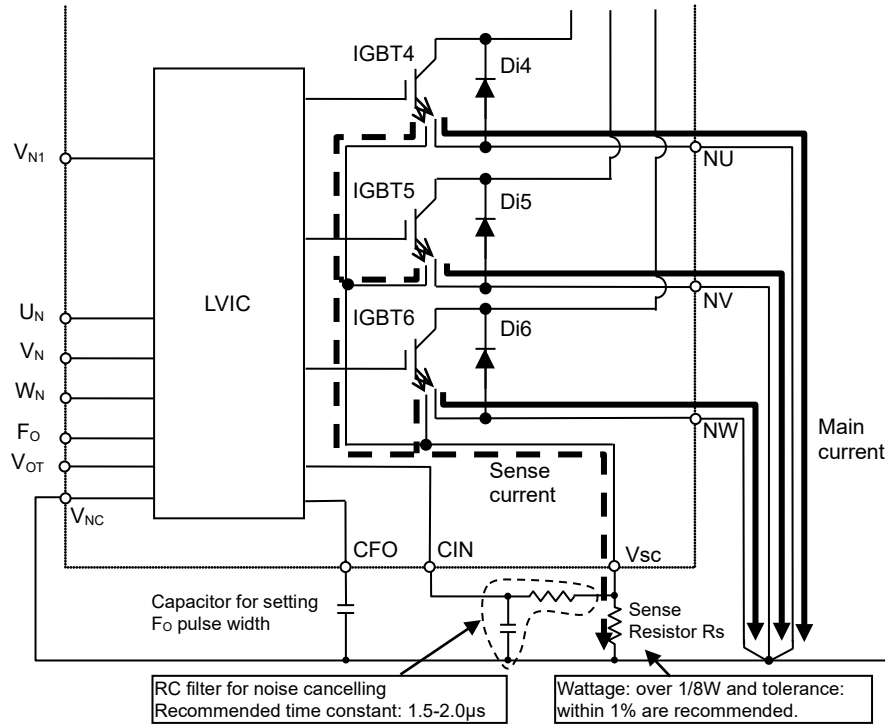 IGBT4
Di4
V_N1
NU
IGBT5
Di5
LVIC
NV
U_N
IGBT6
Di6
V_N
W_N
F_O
NW
Main
current
V_OT
Sense
current
V_NC
CFO
CIN
Vsc
Capacitor for setting
F_O pulse width
Sense
Resistor Rs
RC filter for noise cancelling
Recommended time constant: 1.5-2.0μs
Wattage: over 1/8W and tolerance:
within 1% are recommended.